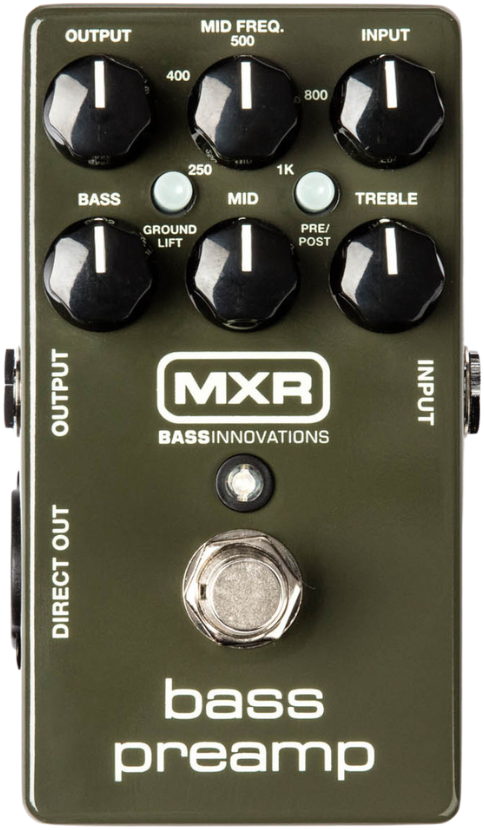 OUTPUT
MID FREQ.
500
INPUT
400
800
250
1K
BASS
MID
TREBLE
GROUND
LIFT
PRE/
POST
OUTPUT
INPUT
MXR
BASSINNOVATIONS
DIRECT OUT
bass
preamp